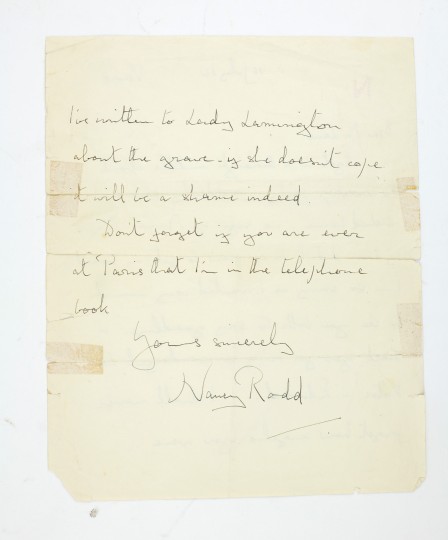 I've written to Lady Lamington
about the grave - if she doesn't cope
it will be a shame indeed.
Don't forget if you are ever
at Paris that I'm in the telephone
book
Yours sincerely
Nancy Rodd